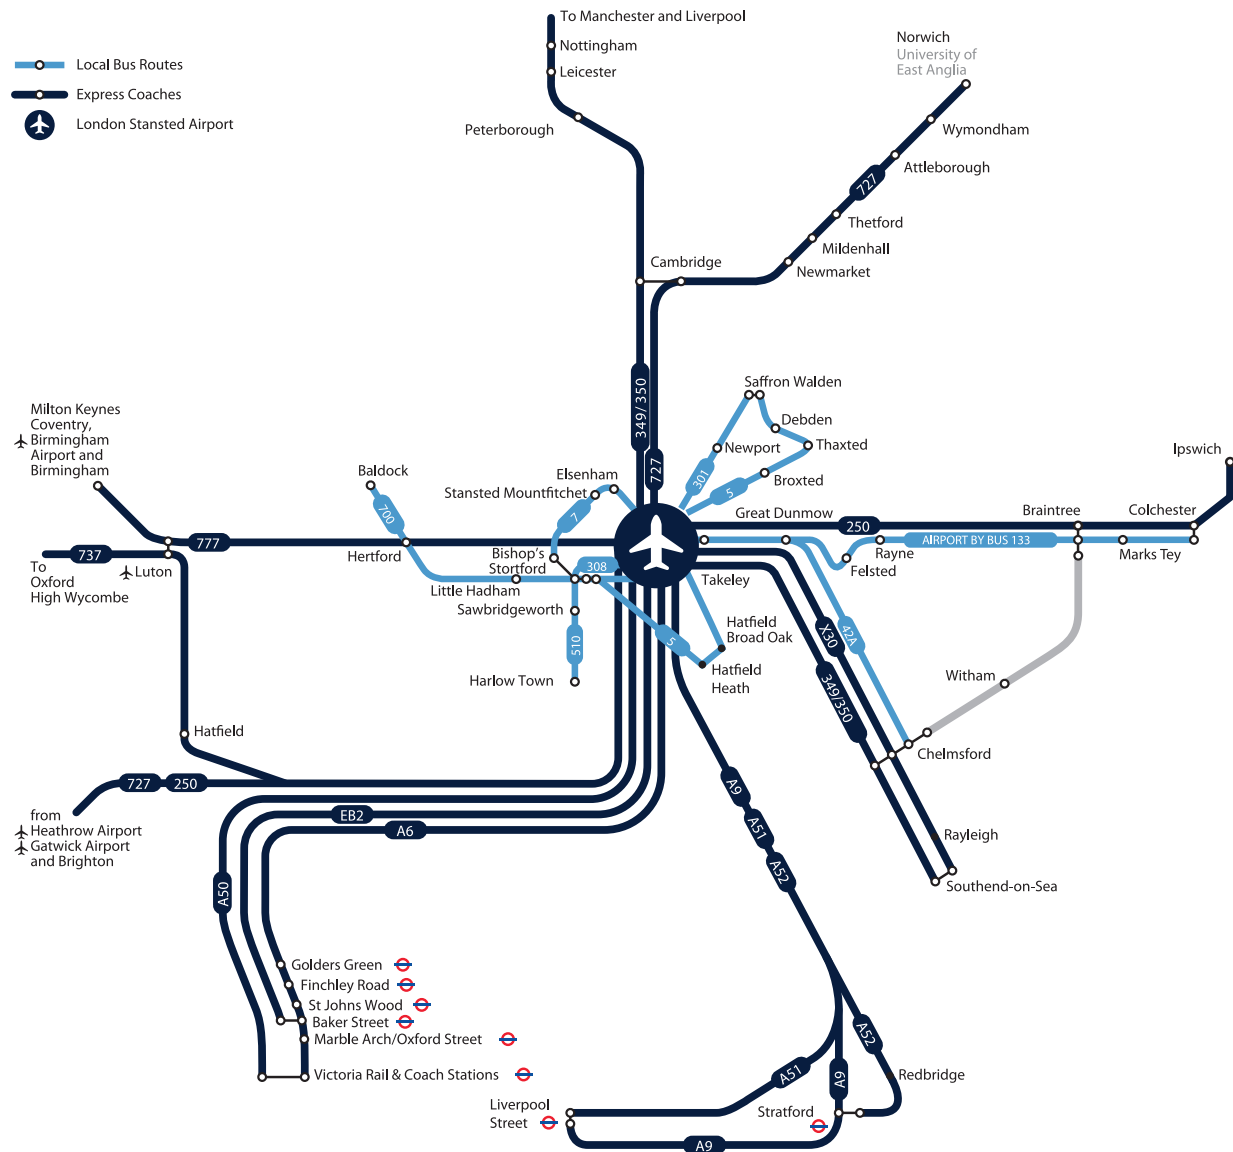 To Manchester and Liverpool
Nottingham
Leicester
Peterborough
Norwich
University of
East Anglia
Wymondham
Attleborough
727
Thetford
Mildenhall
Newmarket
Cambridge
Local Bus Routes
Express Coaches
London Stansted Airport
349/350
727
Saffron Walden
Debden
Thaxted
Newport
Broxted
301
5
Milton Keynes
Coventry,
Birmingham
Airport and
Birmingham
Baldock
700
Elsenham
Stansted Mountfitchet
7
Ipswich
Great Dunmow
250
Braintree
Colchester
777
737
Hertford
Bishop's
Stortford
308
Rayne
AIRPORT BY BUS 133
Marks Tey
To
Oxford
High Wycombe
Luton
Little Hadham
Takeley
Felsted
Sawbridgeworth
510
Harlow Town
5
Hatfield
Broad Oak
Hatfield
Heath
42A
X30
349/350
Witham
Chelmsford
Hatfield
727
250
from
Heathrow Airport
Gatwick Airport
and Brighton
EB2
A6
A50
A9
A51
A52
Rayleigh
Southend-on-Sea
Golders Green
Finchley Road
St Johns Wood
Baker Street
Marble Arch/Oxford Street
Victoria Rail & Coach Stations
A52
A51
A9
Redbridge
Liverpool
Street
Stratford
A9